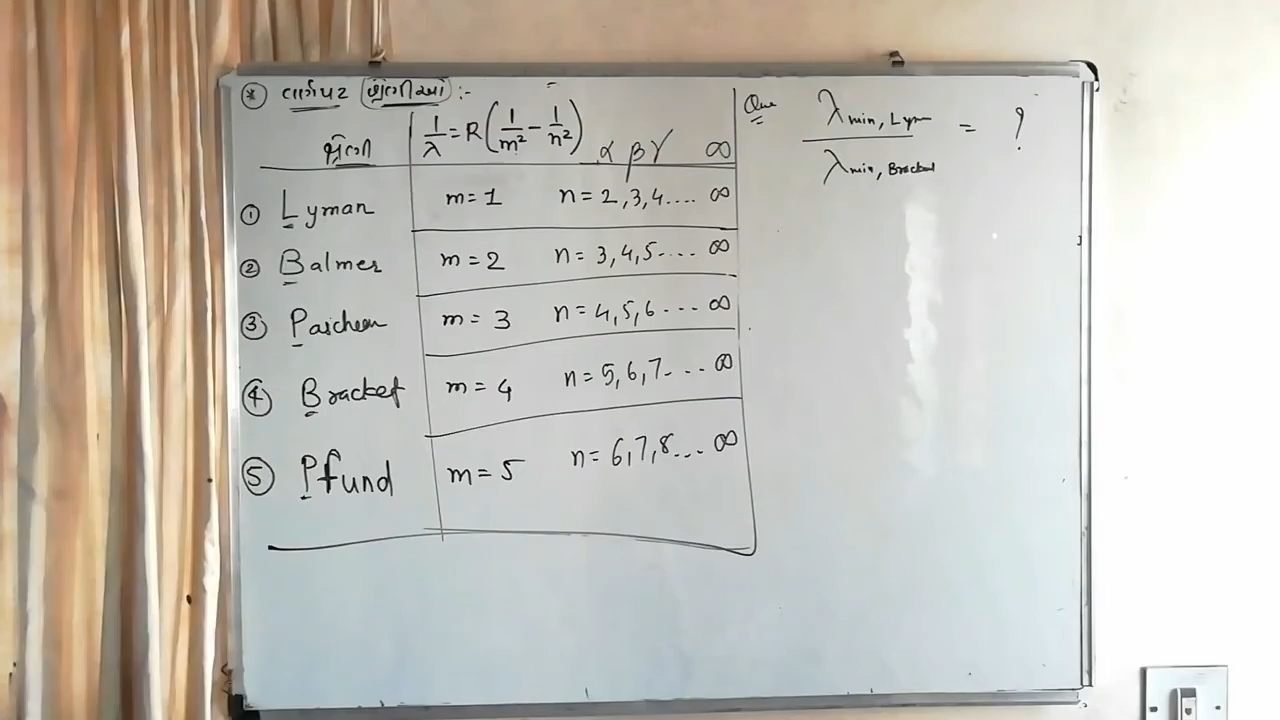 * વર્ણપટ શ્રેણીઓ :-
શ્રેણી 1/λ = R(1/m² - 1/n²) α β γ ∞
① Lyman m = 1 n = 2, 3, 4.... ∞
② Balmer m = 2 n = 3, 4, 5.... ∞
③ Paschen m = 3 n = 4, 5, 6... ∞
④ Bracket m = 4 n = 5, 6, 7... ∞
⑤ Pfund m = 5 n = 6, 7, 8... ∞
Que λmin, Lym / λmin, Bracket = ?